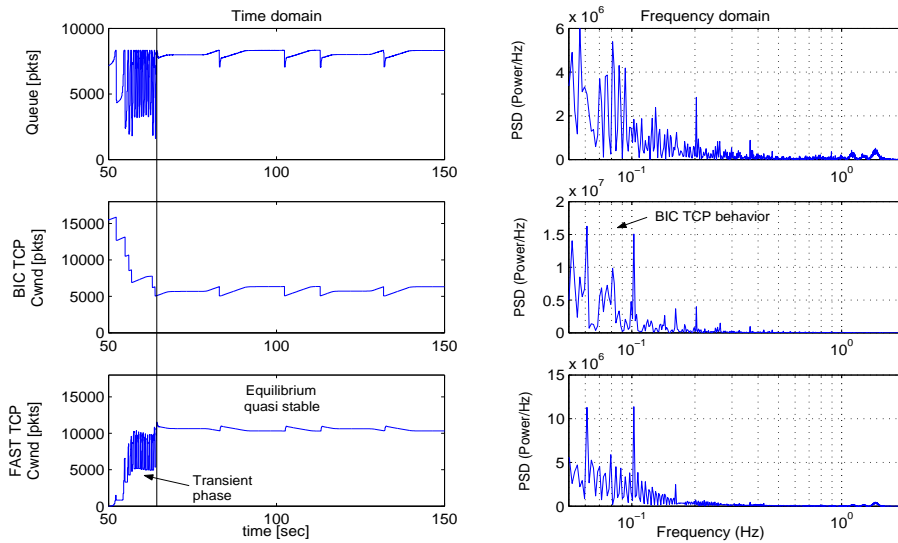 Time domain
Queue [pkts]
10000
5000
0
50
100
150
Frequency domain
x 10^6
PSD (Power/Hz)
6
4
2
0
10^−1
10^0
BIC TCP
Cwnd [pkts]
15000
10000
5000
0
50
100
150
x 10^7
PSD (Power/Hz)
2
1.5
1
0.5
0
BIC TCP behavior
10^−1
10^0
FAST TCP
Cwnd [pkts]
15000
10000
5000
0
Equilibrium
quasi stable
Transient
phase
50
100
150
time [sec]
x 10^6
PSD (Power/Hz)
15
10
5
0
10^−1
10^0
Frequency (Hz)